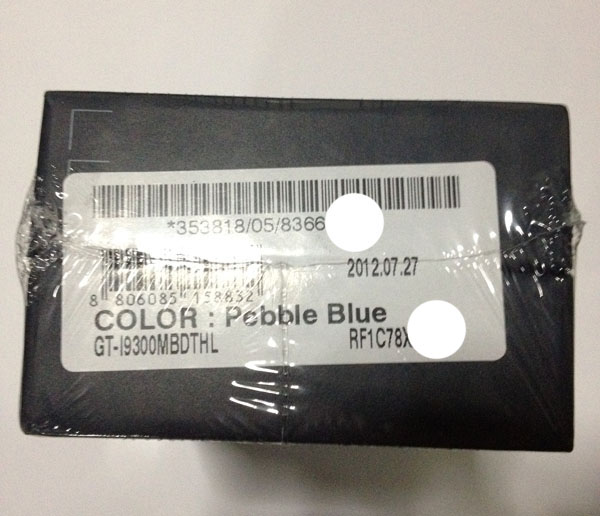 *353818/05/8366
2012.07.27
8 806085 158832
COLOR : Pebble Blue
GT-I9300MBDTHL
RF1C78X